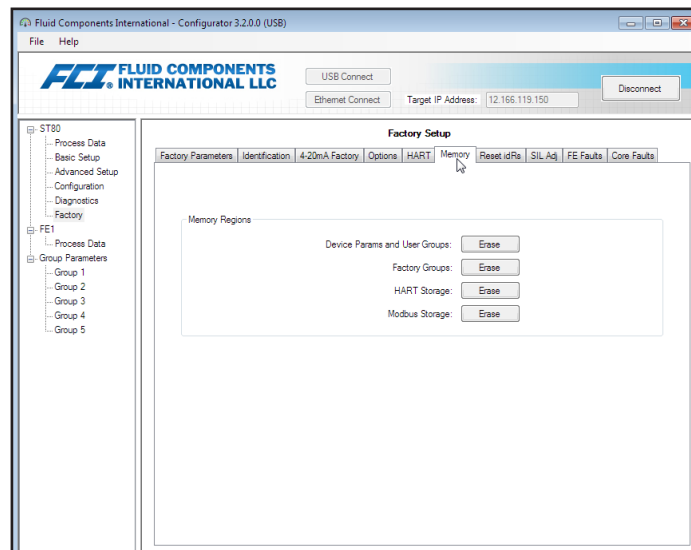 Fluid Components International - Configurator 3.2.0.0 (USB)
File Help
FCI FLUID COMPONENTS
® INTERNATIONAL LLC
USB Connect
Ethernet Connect
Target IP Address: 12.166.119.150
Disconnect
ST80
Process Data
Basic Setup
Advanced Setup
Configuration
Diagnostics
Factory
FE1
Process Data
Group Parameters
Group 1
Group 2
Group 3
Group 4
Group 5
Factory Setup
Factory Parameters Identification 4-20mA Factory Options HART Memory Reset idRs SIL Adj FE Faults Core Faults
Memory Regions
Device Params and User Groups: Erase
Factory Groups: Erase
HART Storage: Erase
Modbus Storage: Erase